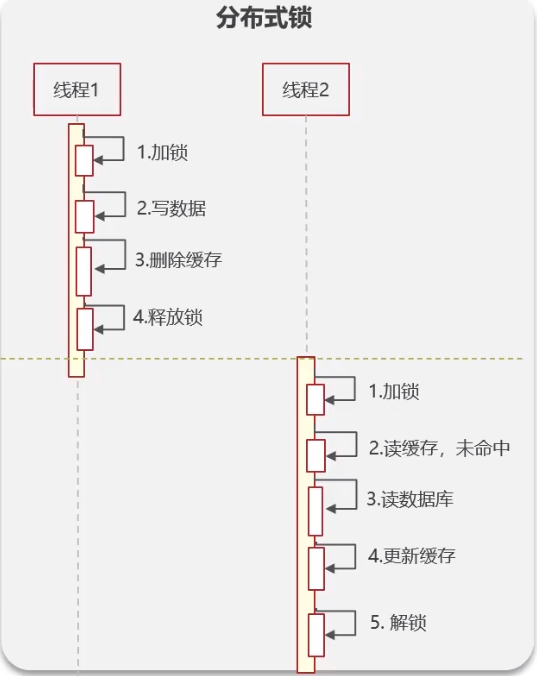 分布式锁
线程1
线程2
1.加锁
2.写数据
3.删除缓存
4.释放锁
1.加锁
2.读缓存，未命中
3.读数据库
4.更新缓存
5. 解锁